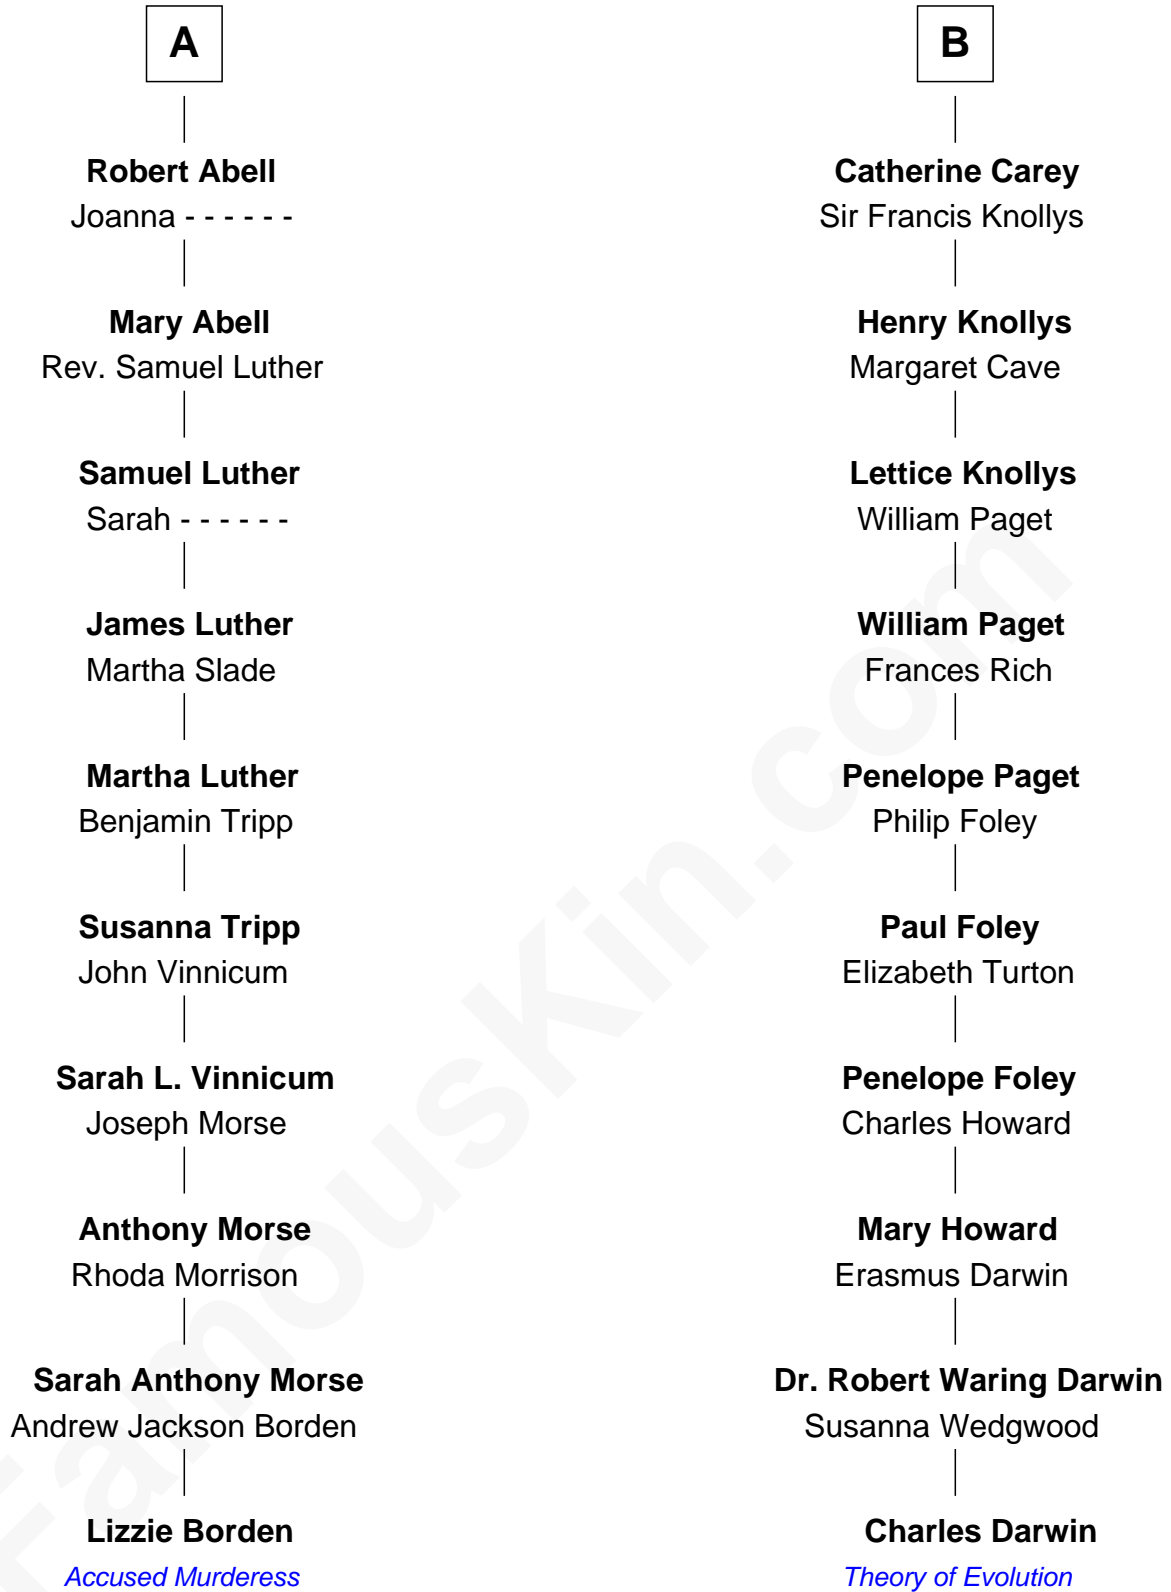 A
Robert Abell
Joanna - - - - - -
Mary Abell
Rev. Samuel Luther
Samuel Luther
Sarah - - - - - -
James Luther
Martha Slade
Martha Luther
Benjamin Tripp
Susanna Tripp
John Vinnicum
Sarah L. Vinnicum
Joseph Morse
Anthony Morse
Rhoda Morrison
Sarah Anthony Morse
Andrew Jackson Borden
Lizzie Borden
Accused Murderess
B
Catherine Carey
Sir Francis Knollys
Henry Knollys
Margaret Cave
Lettice Knollys
William Paget
William Paget
Frances Rich
Penelope Paget
Philip Foley
Paul Foley
Elizabeth Turton
Penelope Foley
Charles Howard
Mary Howard
Erasmus Darwin
Dr. Robert Waring Darwin
Susanna Wedgwood
Charles Darwin
Theory of Evolution
FamousKin.com